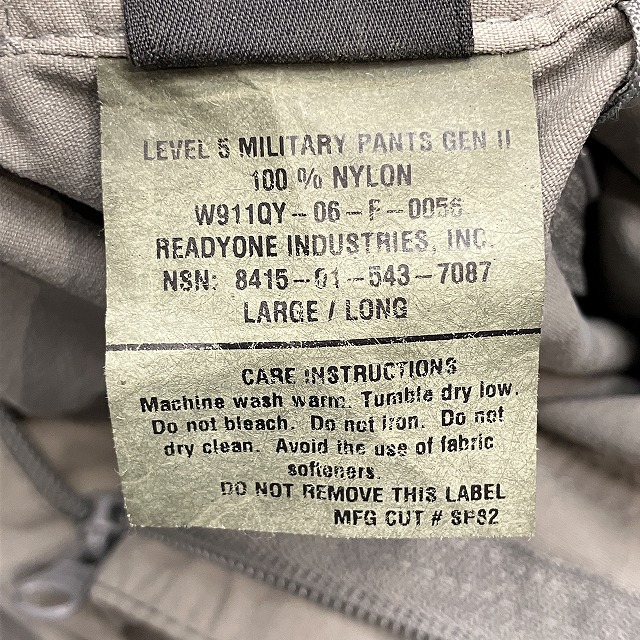 LEVEL 5 MILITARY PANTS GEN II
100 % NYLON
W911QY-06-F-0056
READYONE INDUSTRIES, INC.
NSN: 8415-01-543-7087
LARGE / LONG
CARE INSTRUCTIONS
Machine wash warm. Tumble dry low.
Do not bleach. Do not iron. Do not
dry clean. Avoid the use of fabric
softeners.
DO NOT REMOVE THIS LABEL
MFG CUT #